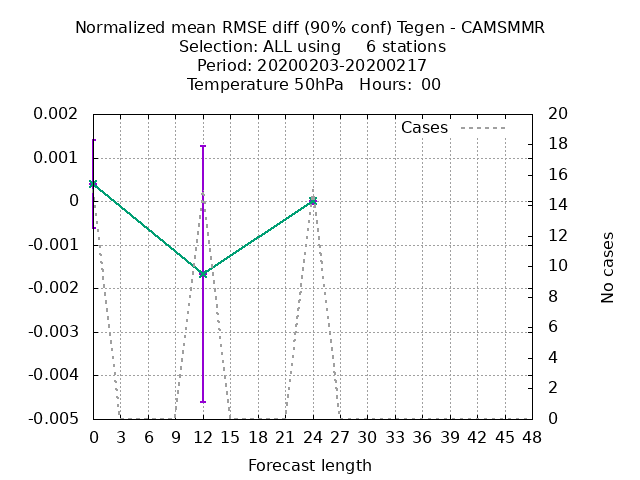 Normalized mean RMSE diff (90% conf) Tegen - CAMSMMR
Selection: ALL using     6 stations
Period: 20200203-20200217
Temperature 50hPa   Hours:  00
Cases
0.002
0.001
0
-0.001
-0.002
-0.003
-0.004
-0.005
20
18
16
14
12
10
8
6
4
2
0
No cases
0 3 6 9 12 15 18 21 24 27 30 33 36 39 42 45 48
Forecast length